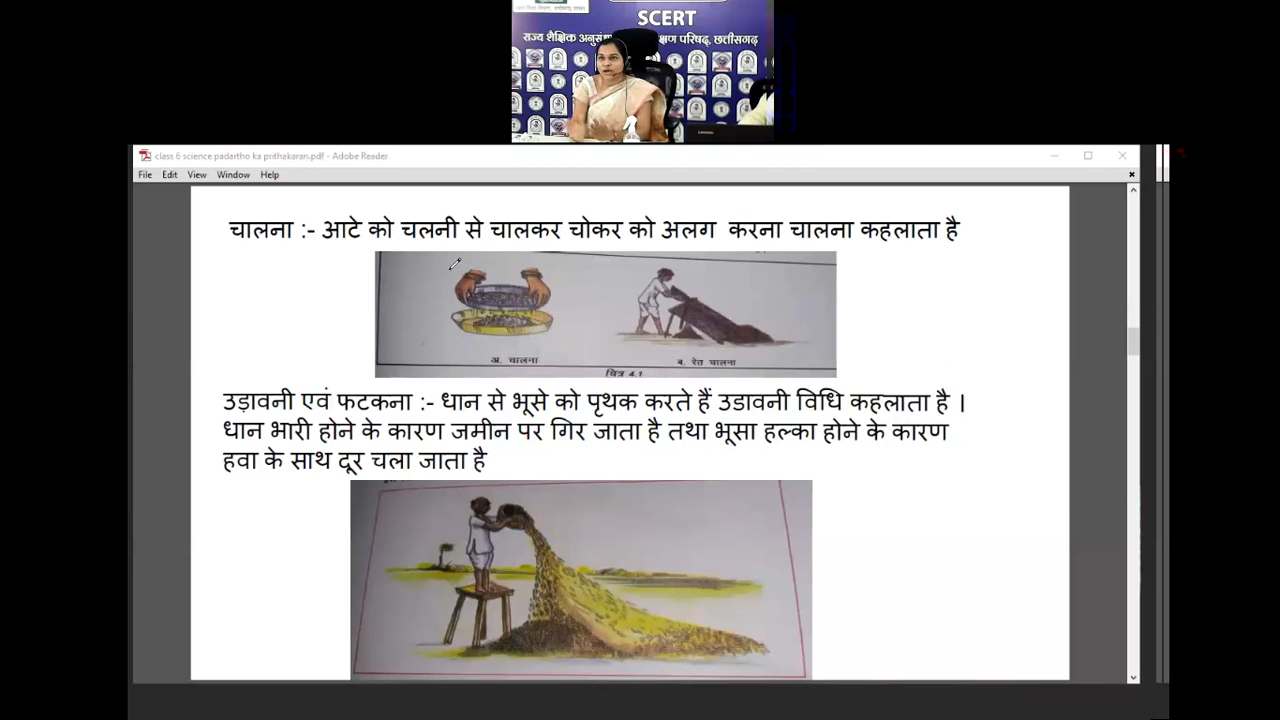 SCERT
राज्य शैक्षिक अनुसंधा क्षण परिषद्, छत्तीसगढ़
class 6 science padartho ka prithakaran.pdf - Adobe Reader
File Edit View Window Help
चालना :- आटे को चलनी से चालकर चोकर को अलग करना चालना कहलाता है
अ. चालना
ब. रेत चालना
चित्र 4.1
उड़ावनी एवं फटकना :- धान से भूसे को पृथक करते हैं उडावनी विधि कहलाता है ।
धान भारी होने के कारण जमीन पर गिर जाता है तथा भूसा हल्का होने के कारण
हवा के साथ दूर चला जाता है